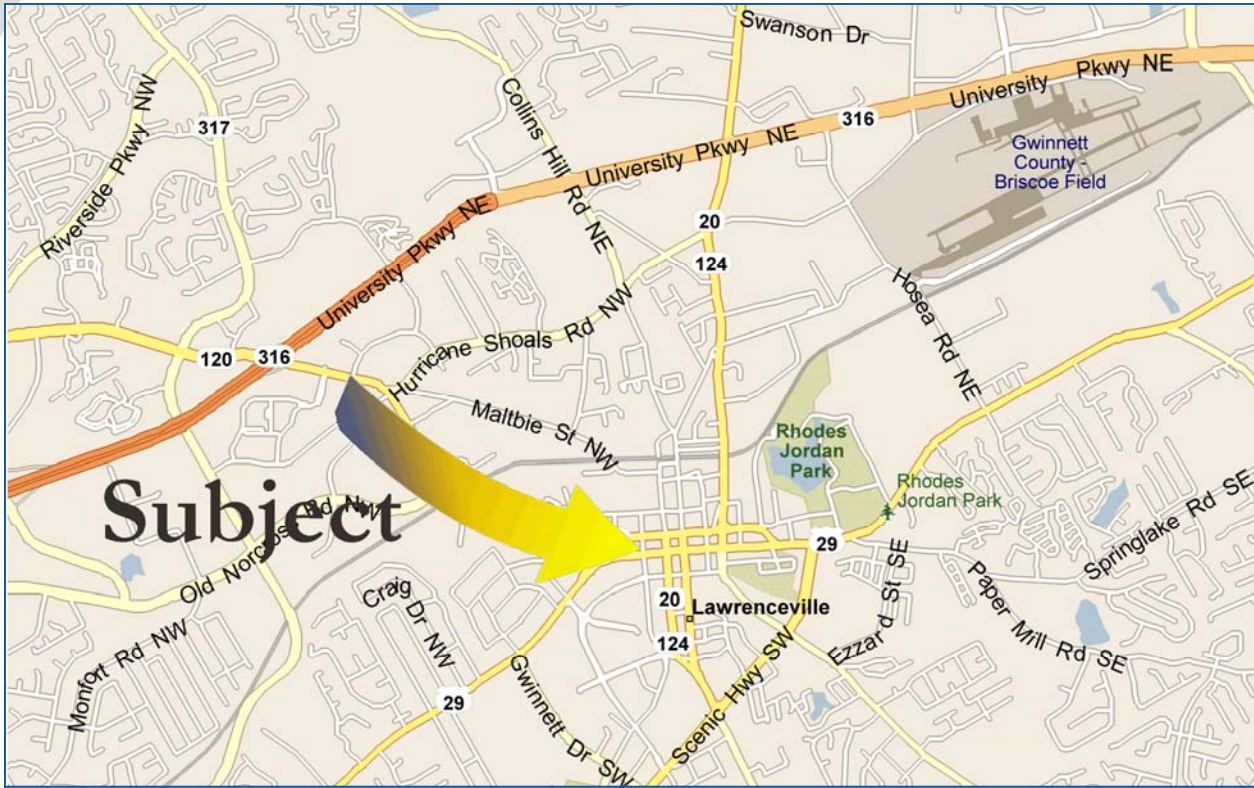 Swanson Dr
University Pkwy NE
Riverside Pkwy NW
317
Collins Hill Rd NE
316
University Pkwy NE
Gwinnett
County -
Briscoe Field
University Pkwy NE
20
124
Hosea Rd NE
120
316
Hurricane Shoals Rd NW
Maltbie St NW
Rhodes
Jordan
Park
Rhodes
Jordan Park
Subject
Old Norcross Rd NW
29
Springlake Rd SE
Craig Dr NW
20
Lawrenceville
Paper Mill Rd SE
Ezzard St SE
124
Monfort Rd NW
29
Gwinnett Dr SW
Scenic Hwy SW